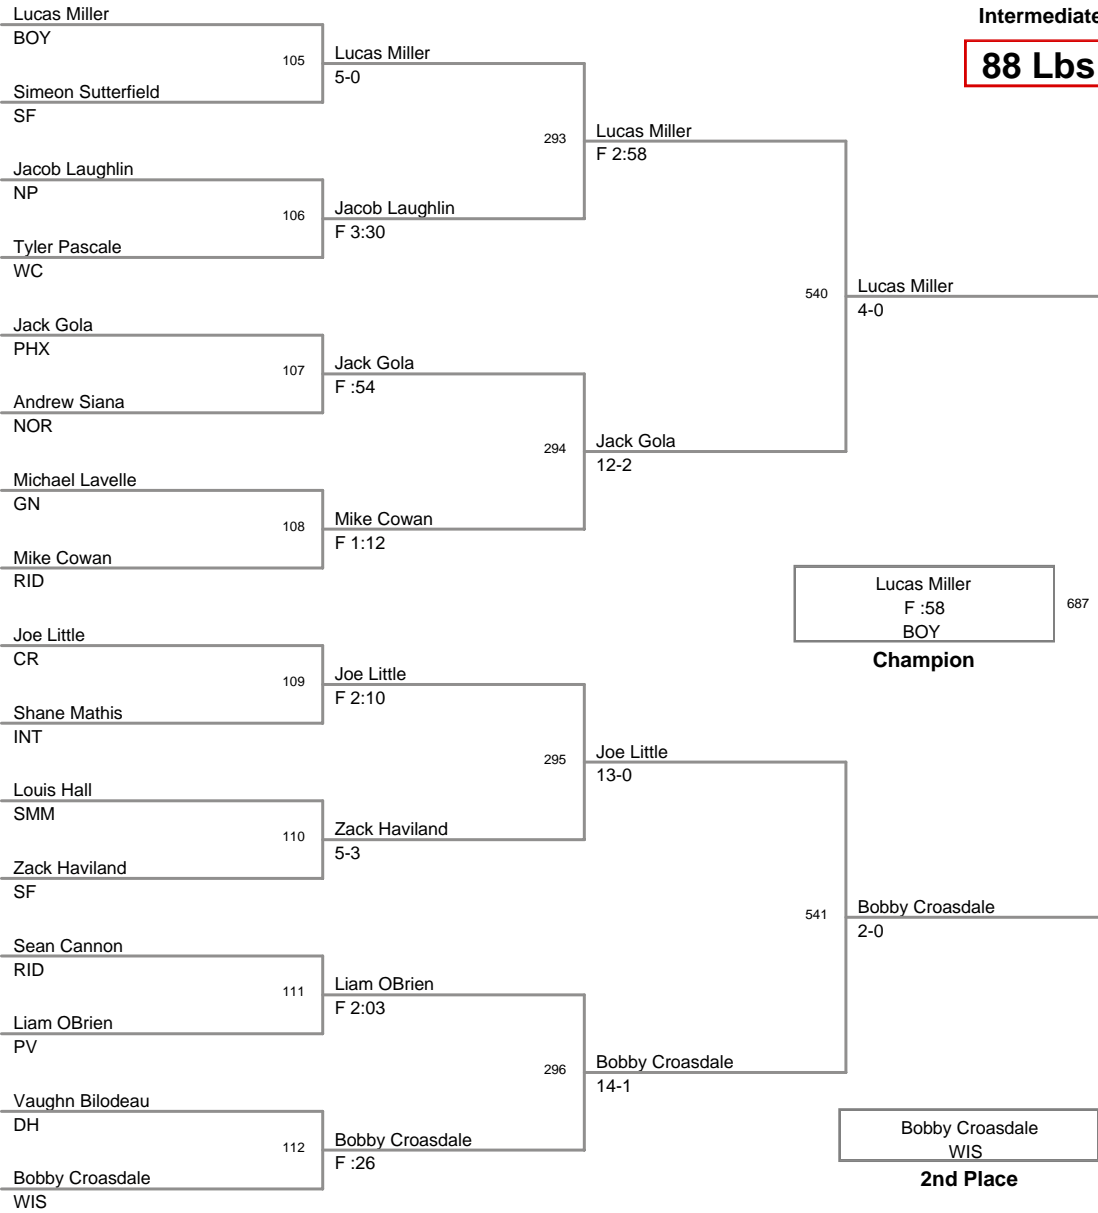 Intermediate
88 Lbs
Lucas Miller
BOY
105
Simeon Sutterfield
SF
Lucas Miller
5-0
Jacob Laughlin
NP
106
Tyler Pascale
WC
Jacob Laughlin
F 3:30
293
Lucas Miller
F 2:58
Jack Gola
PHX
107
Andrew Siana
NOR
Jack Gola
F :54
Michael Lavelle
GN
108
Mike Cowan
RID
Mike Cowan
F 1:12
294
Jack Gola
12-2
540
Lucas Miller
4-0
Lucas Miller
F :58
BOY
687
Champion
Joe Little
CR
109
Shane Mathis
INT
Joe Little
F 2:10
Louis Hall
SMM
110
Zack Haviland
SF
Zack Haviland
5-3
295
Joe Little
13-0
Sean Cannon
RID
111
Liam OBrien
PV
Liam OBrien
F 2:03
Vaughn Bilodeau
DH
112
Bobby Croasdale
WIS
Bobby Croasdale
F :26
296
Bobby Croasdale
14-1
541
Bobby Croasdale
2-0
Bobby Croasdale
WIS
2nd Place